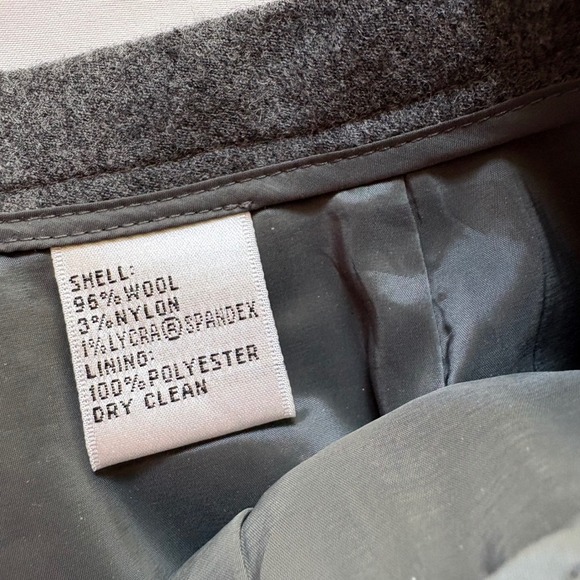 SHELL:
96% WOOL
3% NYLON
1% LYCRA® SPANDEX
LINING:
100% POLYESTER
DRY CLEAN